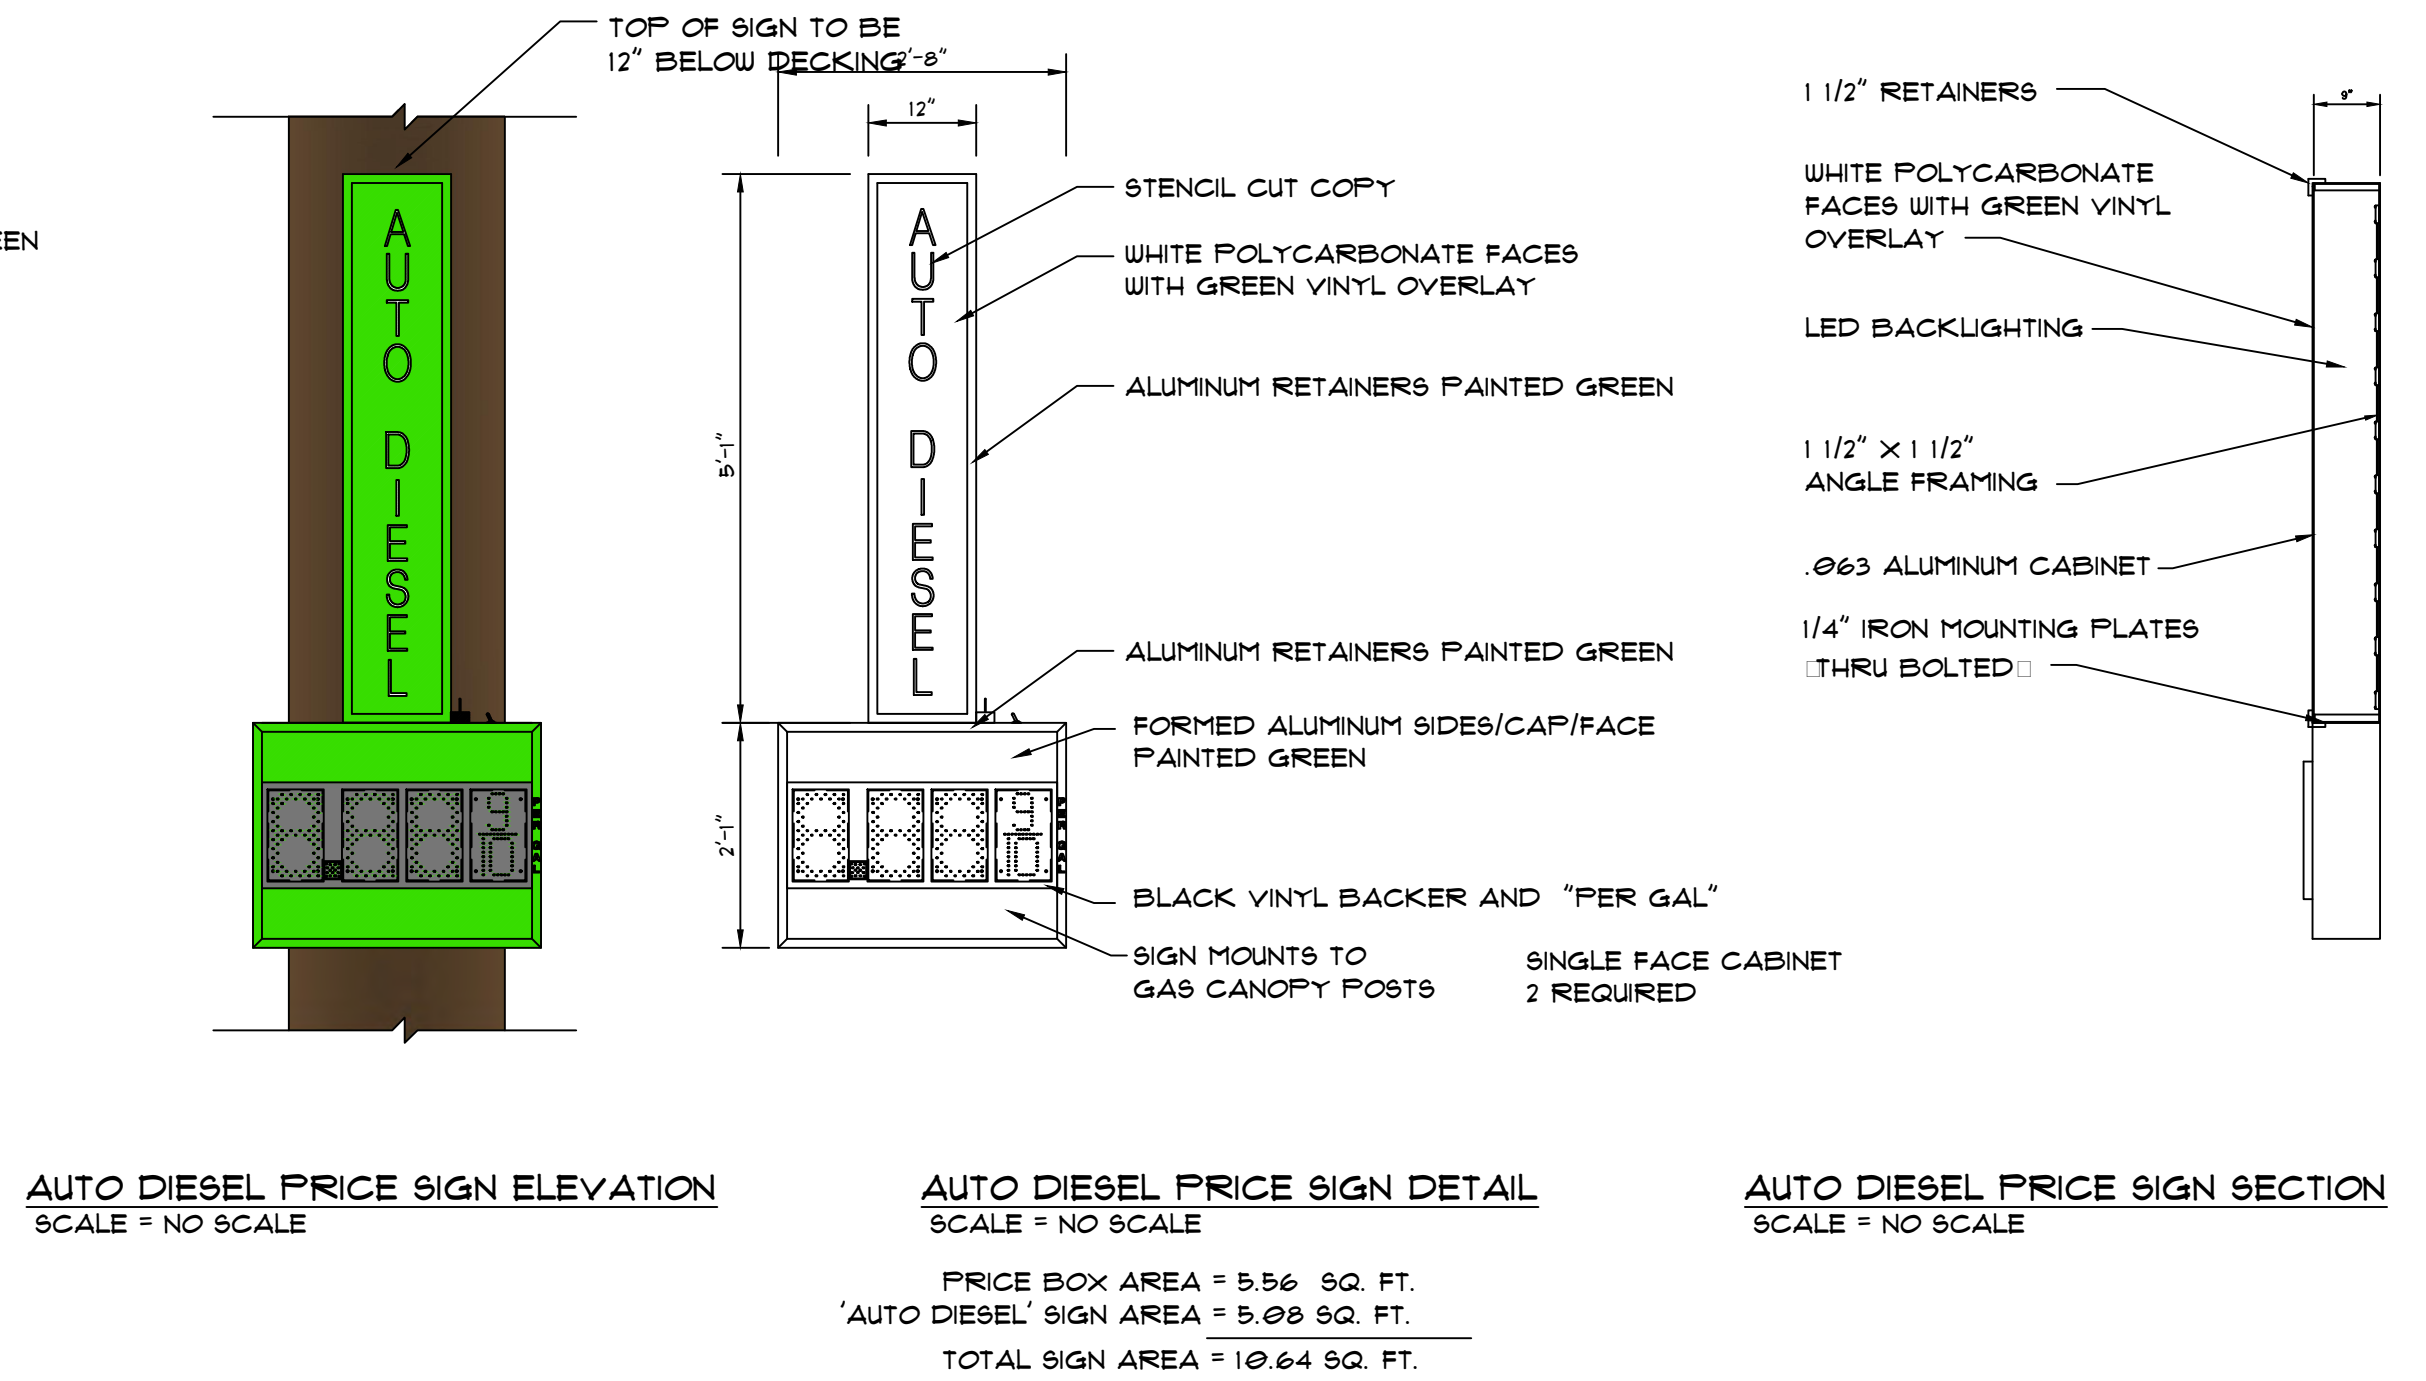 TOP OF SIGN TO BE
12" BELOW DECKING
2'-8"
12"
5'-1"
2'-1"
EEN
AUTO DIESEL
AUTO DIESEL
STENCIL CUT COPY
WHITE POLYCARBONATE FACES
WITH GREEN VINYL OVERLAY
ALUMINUM RETAINERS PAINTED GREEN
ALUMINUM RETAINERS PAINTED GREEN
FORMED ALUMINUM SIDES/CAP/FACE
PAINTED GREEN
PER GAL
PER GAL
BLACK VINYL BACKER AND "PER GAL"
SIGN MOUNTS TO
GAS CANOPY POSTS
SINGLE FACE CABINET
2 REQUIRED
9"
1 1/2" RETAINERS
WHITE POLYCARBONATE
FACES WITH GREEN VINYL
OVERLAY
LED BACKLIGHTING
1 1/2" X 1 1/2"
ANGLE FRAMING
.063 ALUMINUM CABINET
1/4" IRON MOUNTING PLATES
□THRU BOLTED□
AUTO DIESEL PRICE SIGN ELEVATION
SCALE = NO SCALE
AUTO DIESEL PRICE SIGN DETAIL
SCALE = NO SCALE
AUTO DIESEL PRICE SIGN SECTION
SCALE = NO SCALE
PRICE BOX AREA = 5.56 SQ. FT.
'AUTO DIESEL' SIGN AREA = 5.08 SQ. FT.
TOTAL SIGN AREA = 10.64 SQ. FT.